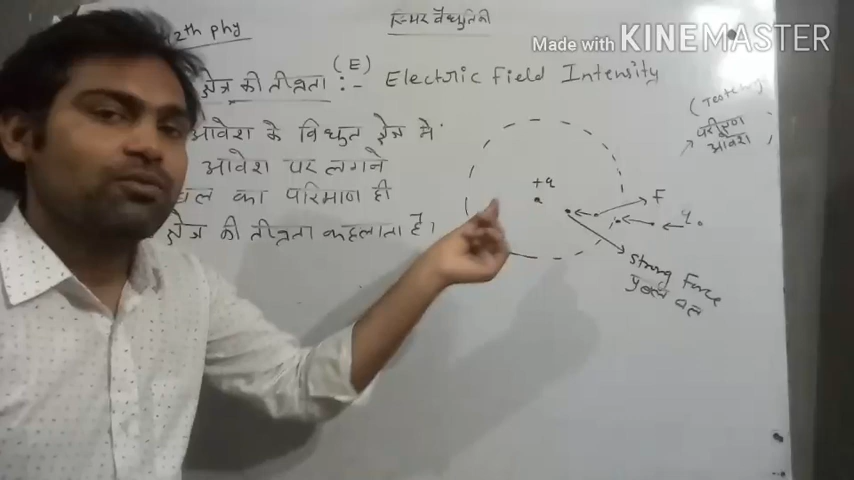 12th phy
स्थिर वैद्युतिकी
Made with KINEMASTER
क्षेत्र की तीव्रता (E) :- Electric Field Intensity
आवेश के विद्युत क्षेत्र मे
आवेश पर लगने
बल का परिमाण ही
क्षेत्र की तीव्रता कहलाता है।
परीक्षण
आवेश
+q
F
q₀
Strong Force
प्रबल बल